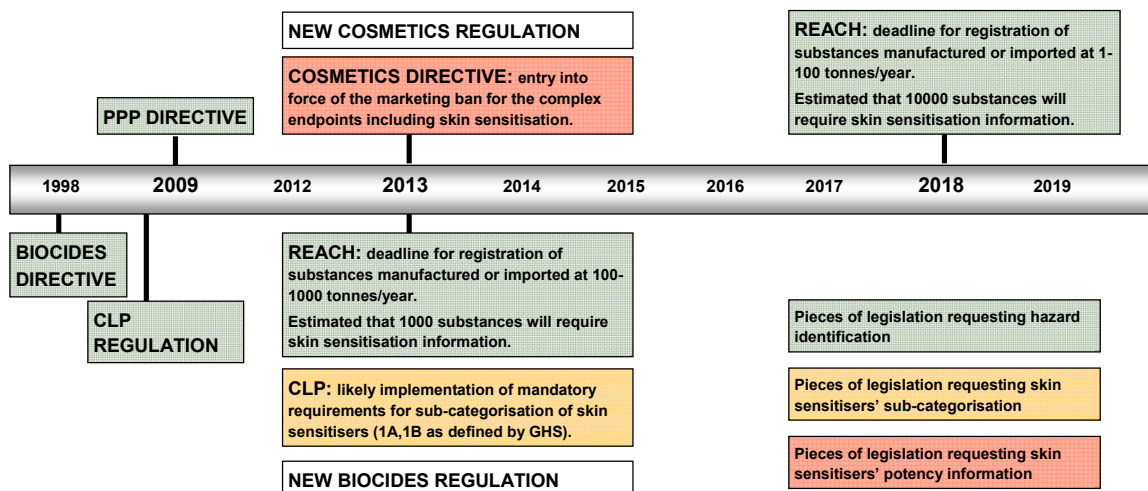 NEW COSMETICS REGULATION
COSMETICS DIRECTIVE: entry into
force of the marketing ban for the complex
endpoints including skin sensitisation.
REACH: deadline for registration of
substances manufactured or imported at 1-
100 tonnes/year.
Estimated that 10000 substances will
require skin sensitisation information.
PPP DIRECTIVE
1998 2009 2012 2013 2014 2015 2016 2017 2018 2019
BIOCIDES
DIRECTIVE
CLP
REGULATION
REACH: deadline for registration of
substances manufactured or imported at 100-
1000 tonnes/year.
Estimated that 1000 substances will require
skin sensitisation information.
CLP: likely implementation of mandatory
requirements for sub-categorisation of skin
sensitisers (1A,1B as defined by GHS).
NEW BIOCIDES REGULATION
Pieces of legislation requesting hazard
identification
Pieces of legislation requesting skin
sensitisers' sub-categorisation
Pieces of legislation requesting skin
sensitisers' potency information